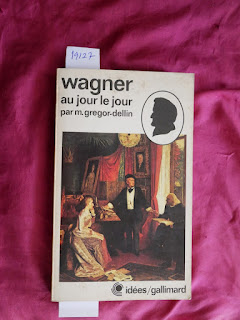 19127
wagner
au jour le jour
par m.gregor-dellin
idées/gallimard